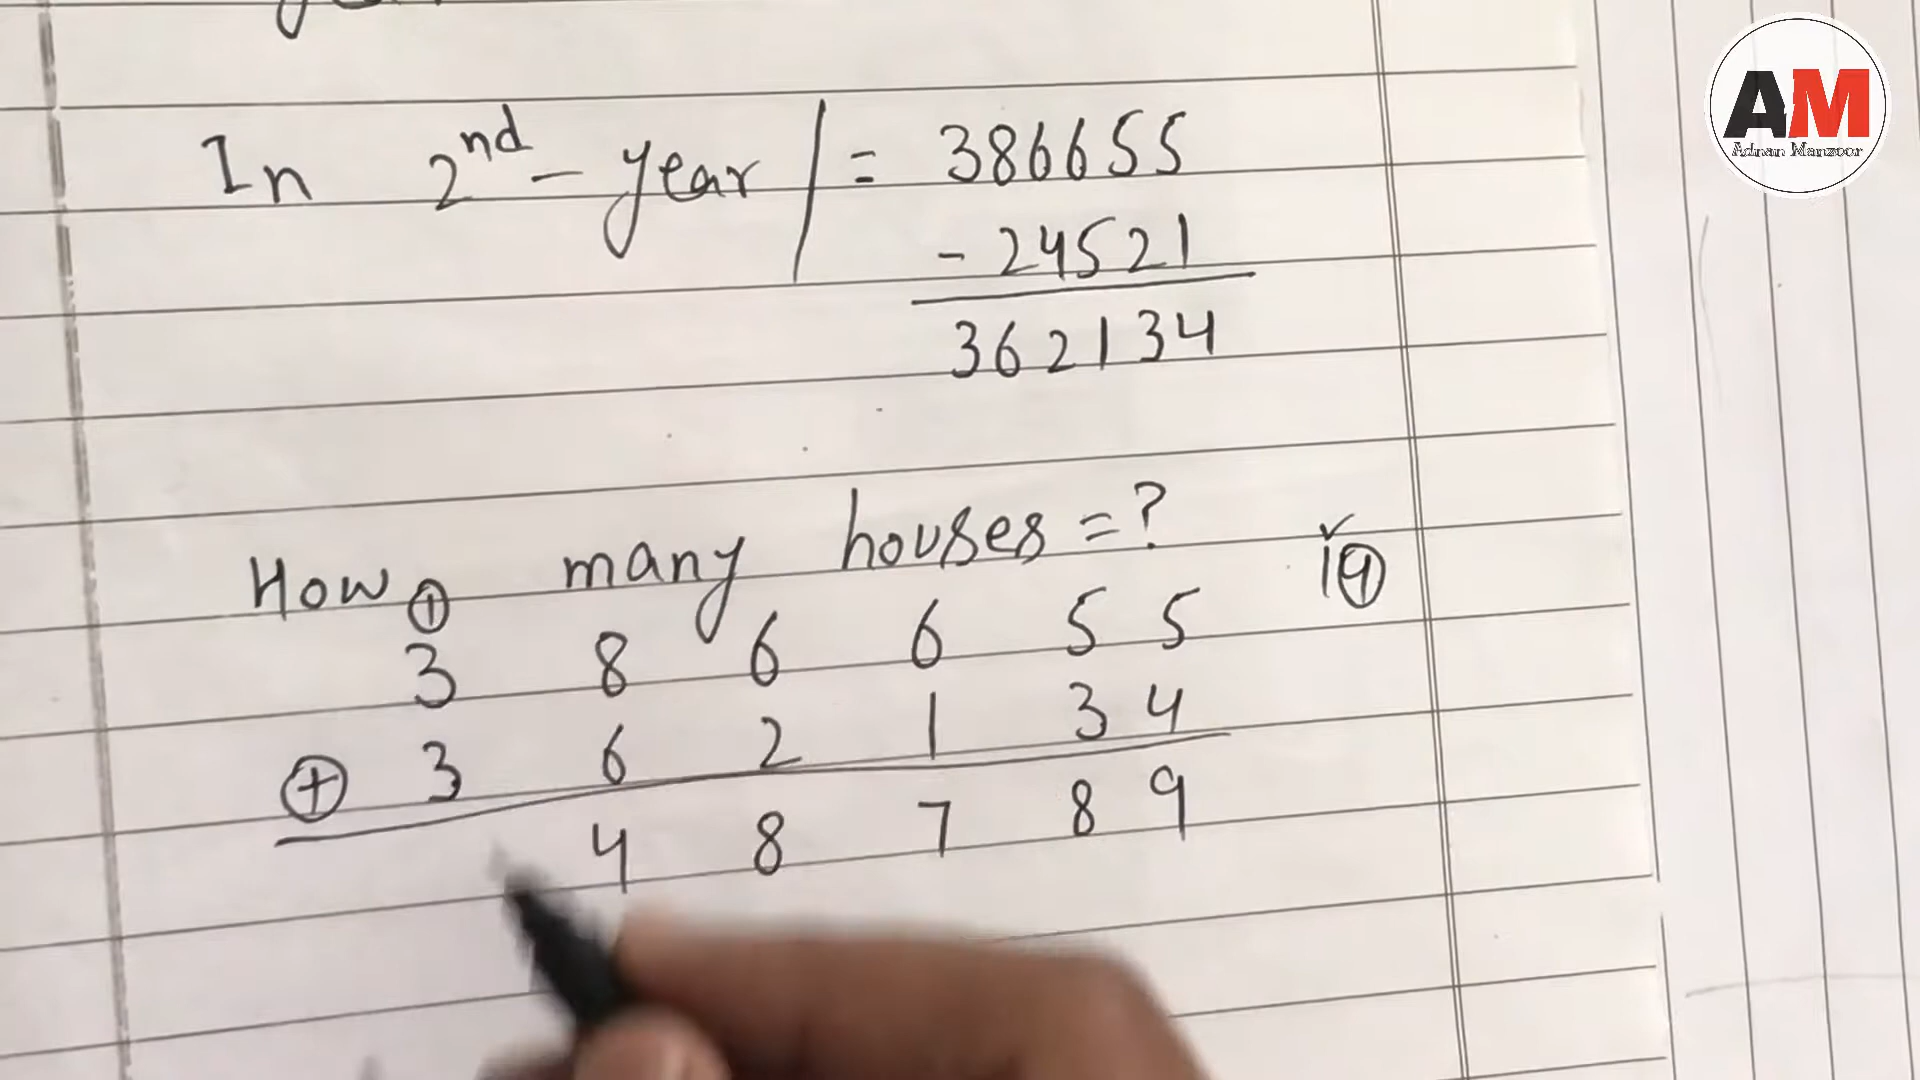 AM
Adnan Manzoor
In 2nd - year / = 386655
- 24521
362134
How many houses = ?
14
1
3 8 6 6 5 5
+ 3 6 2 1 3 4
4 8 7 8 9